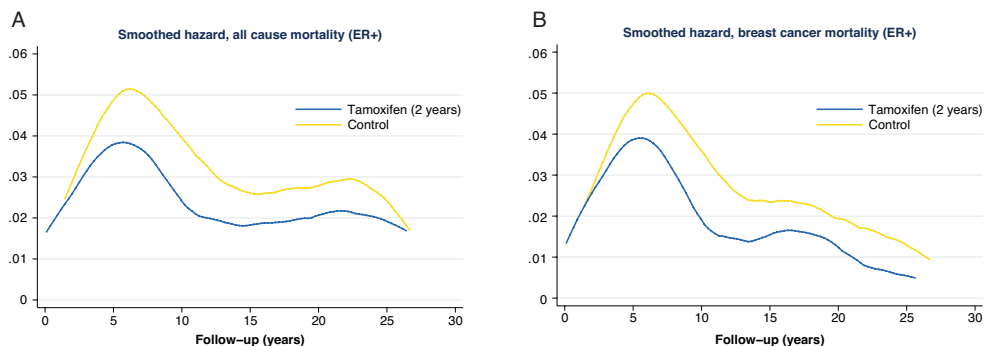 A
Smoothed hazard, all cause mortality (ER+)
.06
.05
.04
.03
.02
.01
0
Tamoxifen (2 years)
Control
0 5 10 15 20 25 30
Follow–up (years)
B
Smoothed hazard, breast cancer mortality (ER+)
.06
.05
.04
.03
.02
.01
0
Tamoxifen (2 years)
Control
0 5 10 15 20 25 30
Follow–up (years)